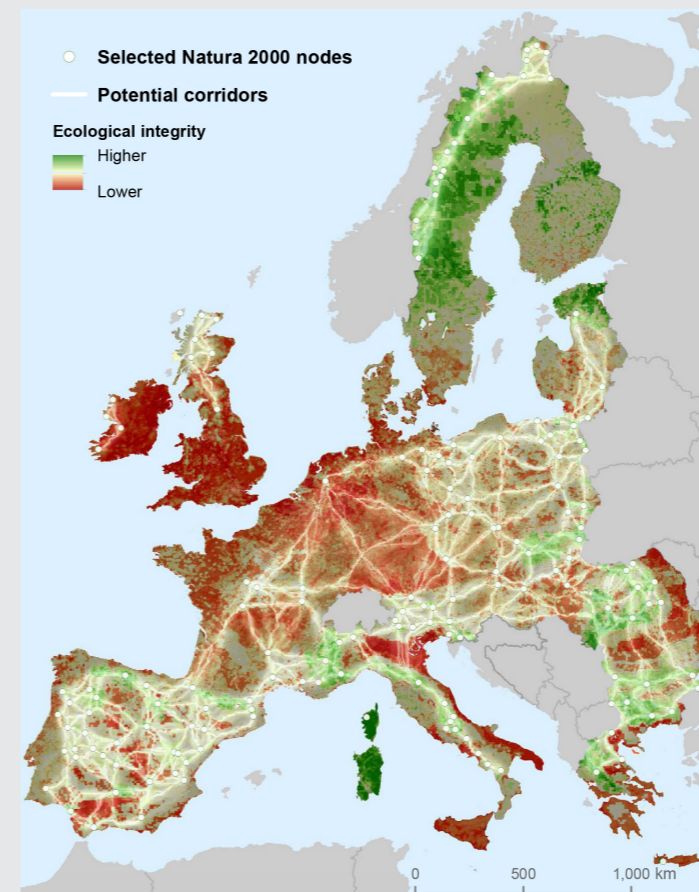 Selected Natura 2000 nodes
Potential corridors
Ecological integrity
Higher
Lower
0 500 1,000 km